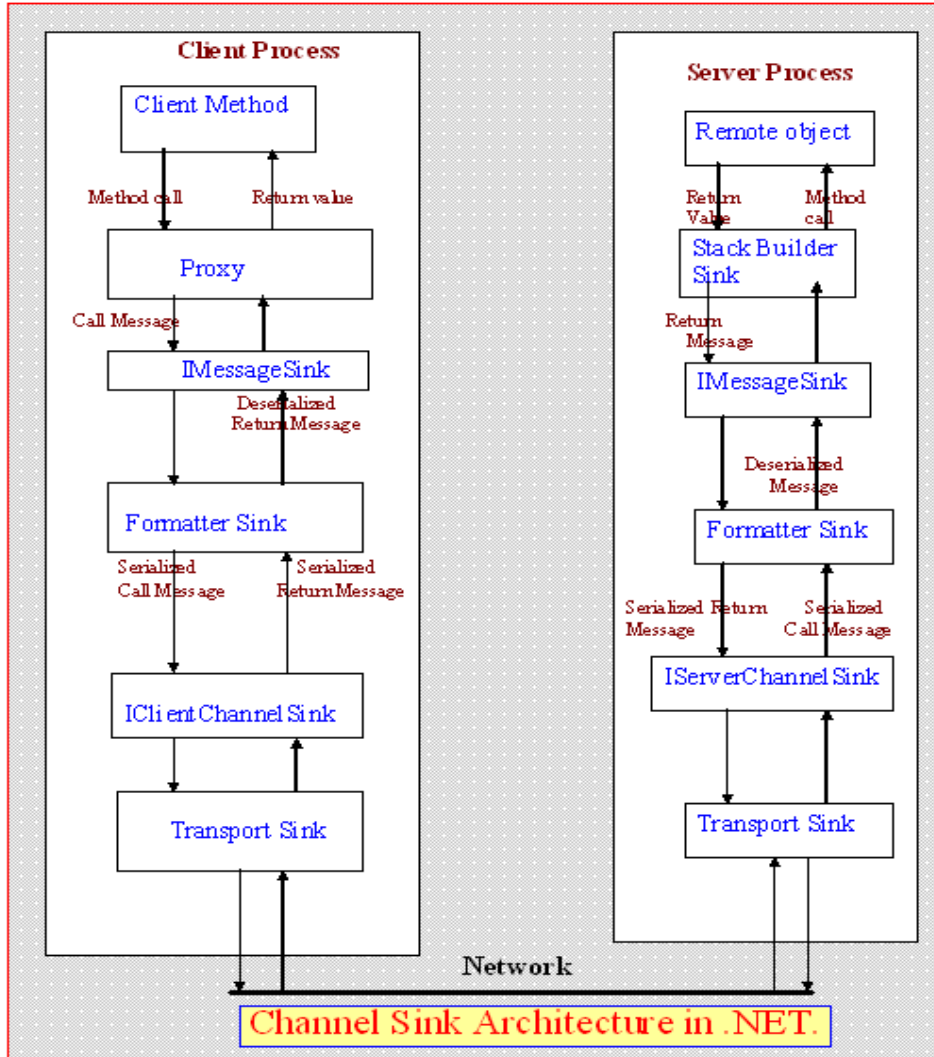 Client Process
Client Method
Method call
Return value
Proxy
Call Message
IMessageSink
Deserialized
Return Message
Formatter Sink
Serialized
Call Message
Serialized
Return Message
IClientChannelSink
Transport Sink
Server Process
Remote object
Return
Value
Method
call
Stack Builder
Sink
Return
Message
IMessageSink
Deserialized
Message
Formatter Sink
Serialized Return
Message
Serialized
Call Message
IServerChannelSink
Transport Sink
Network
Channel Sink Architecture in .NET.